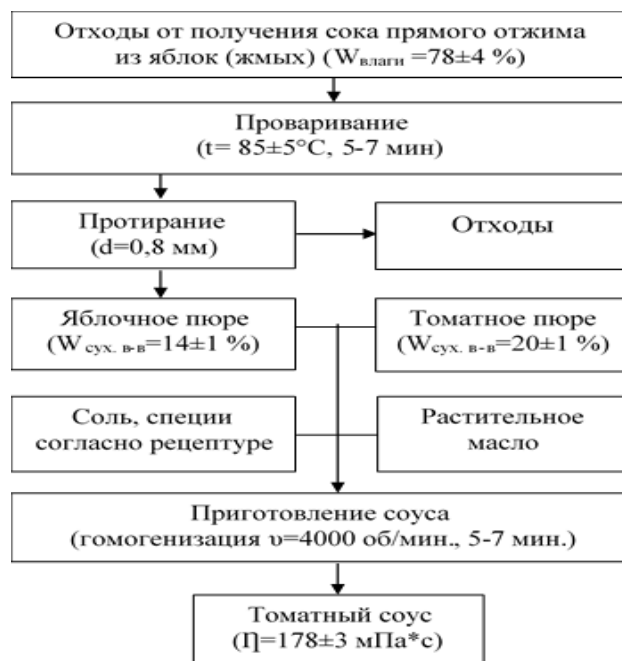 Отходы от получения сока прямого отжима
из яблок (жмых) (Wвлаги =78±4 %)
Проваривание
(t= 85±5°C, 5-7 мин)
Протирание
(d=0,8 мм)
Отходы
Яблочное пюре
(Wсух. в-в=14±1 %)
Томатное пюре
(Wсух. в-в=20±1 %)
Соль, специи
согласно рецептуре
Растительное
масло
Приготовление соуса
(гомогенизация υ=4000 об/мин., 5-7 мин.)
Томатный соус
(Ƞ=178±3 мПа*с)